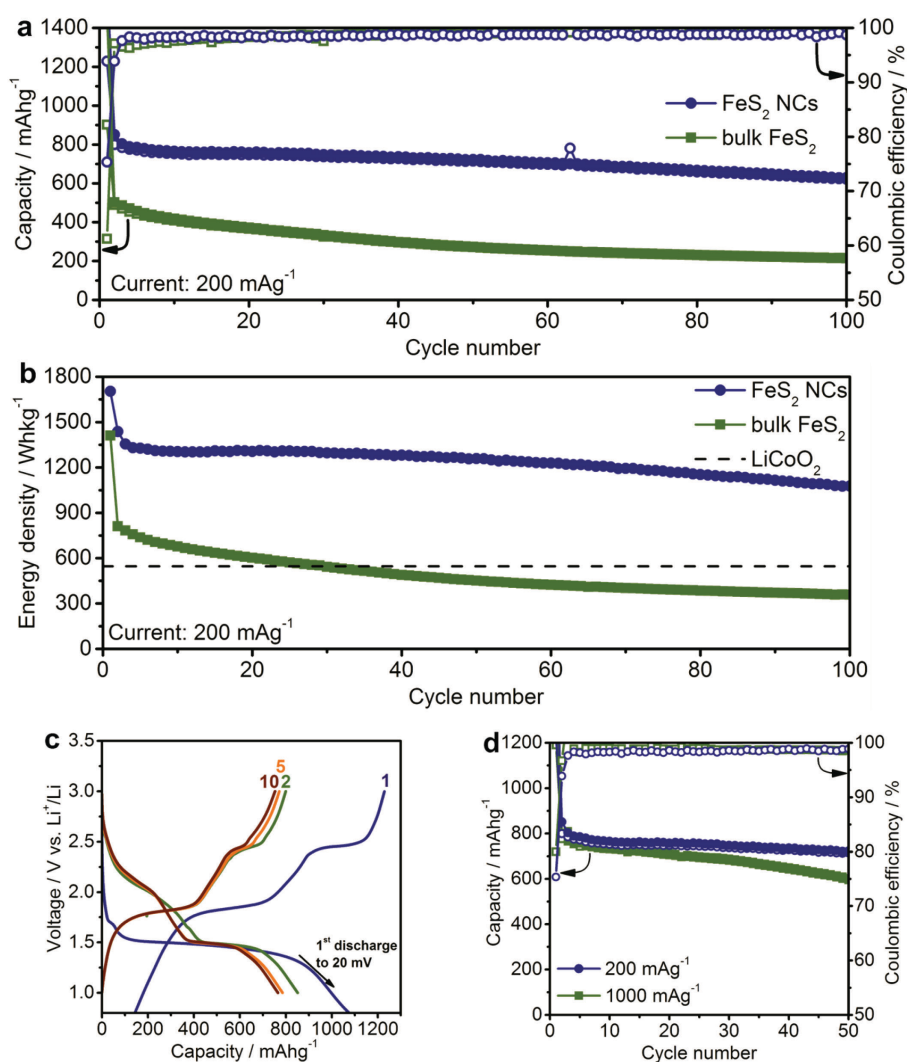 a
1400
1200
1000
800
600
400
200
0
Capacity / mAhg⁻¹
100
90
80
70
60
50
Coulombic efficiency / %
FeS₂ NCs
bulk FeS₂
Current: 200 mAg⁻¹
0 20 40 60 80 100
Cycle number
b
1800
1500
1200
900
600
300
0
Energy density / Whkg⁻¹
FeS₂ NCs
bulk FeS₂
LiCoO₂
Current: 200 mAg⁻¹
0 20 40 60 80 100
Cycle number
c
3.5
3.0
2.5
2.0
1.5
1.0
Voltage / V vs. Li⁺/Li
5
10 2 1
1ˢᵗ discharge
to 20 mV
0 200 400 600 800 1000 1200
Capacity / mAhg⁻¹
d
1200
1000
800
600
400
200
0
Capacity / mAhg⁻¹
100
90
80
70
60
50
Coulombic efficiency / %
200 mAg⁻¹
1000 mAg⁻¹
0 10 20 30 40 50
Cycle number